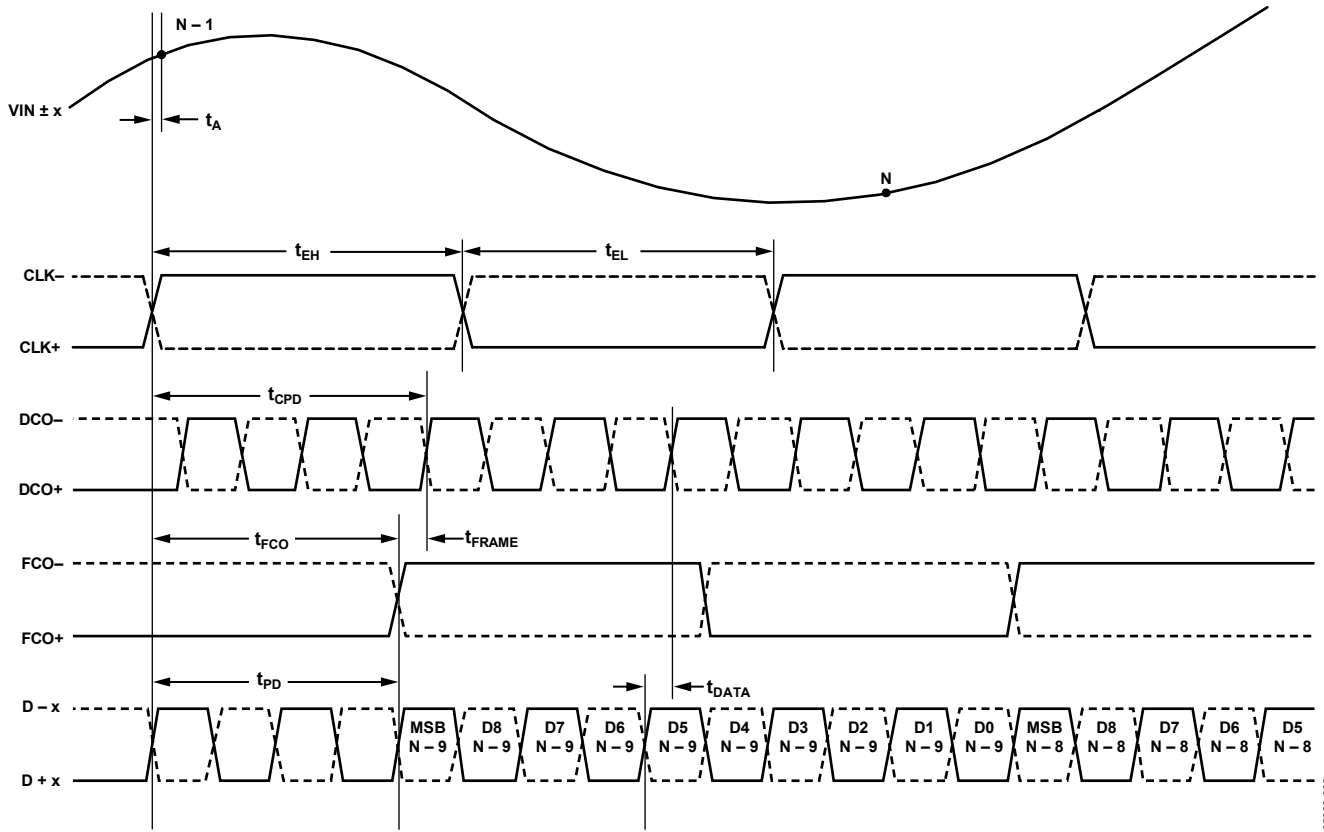 N – 1
VIN ± x
tA
N
tEH
tEL
CLK–
CLK+
tCPD
DCO–
DCO+
tFCO
tFRAME
FCO–
FCO+
tPD
tDATA
D – x
MSB D8 D7 D6 D5 D4 D3 D2 D1 D0 MSB D8 D7 D6 D5
N – 9 N – 9 N – 9 N – 9 N – 9 N – 9 N – 9 N – 9 N – 9 N – 9 N – 8 N – 8 N – 8 N – 8 N – 8
D + x